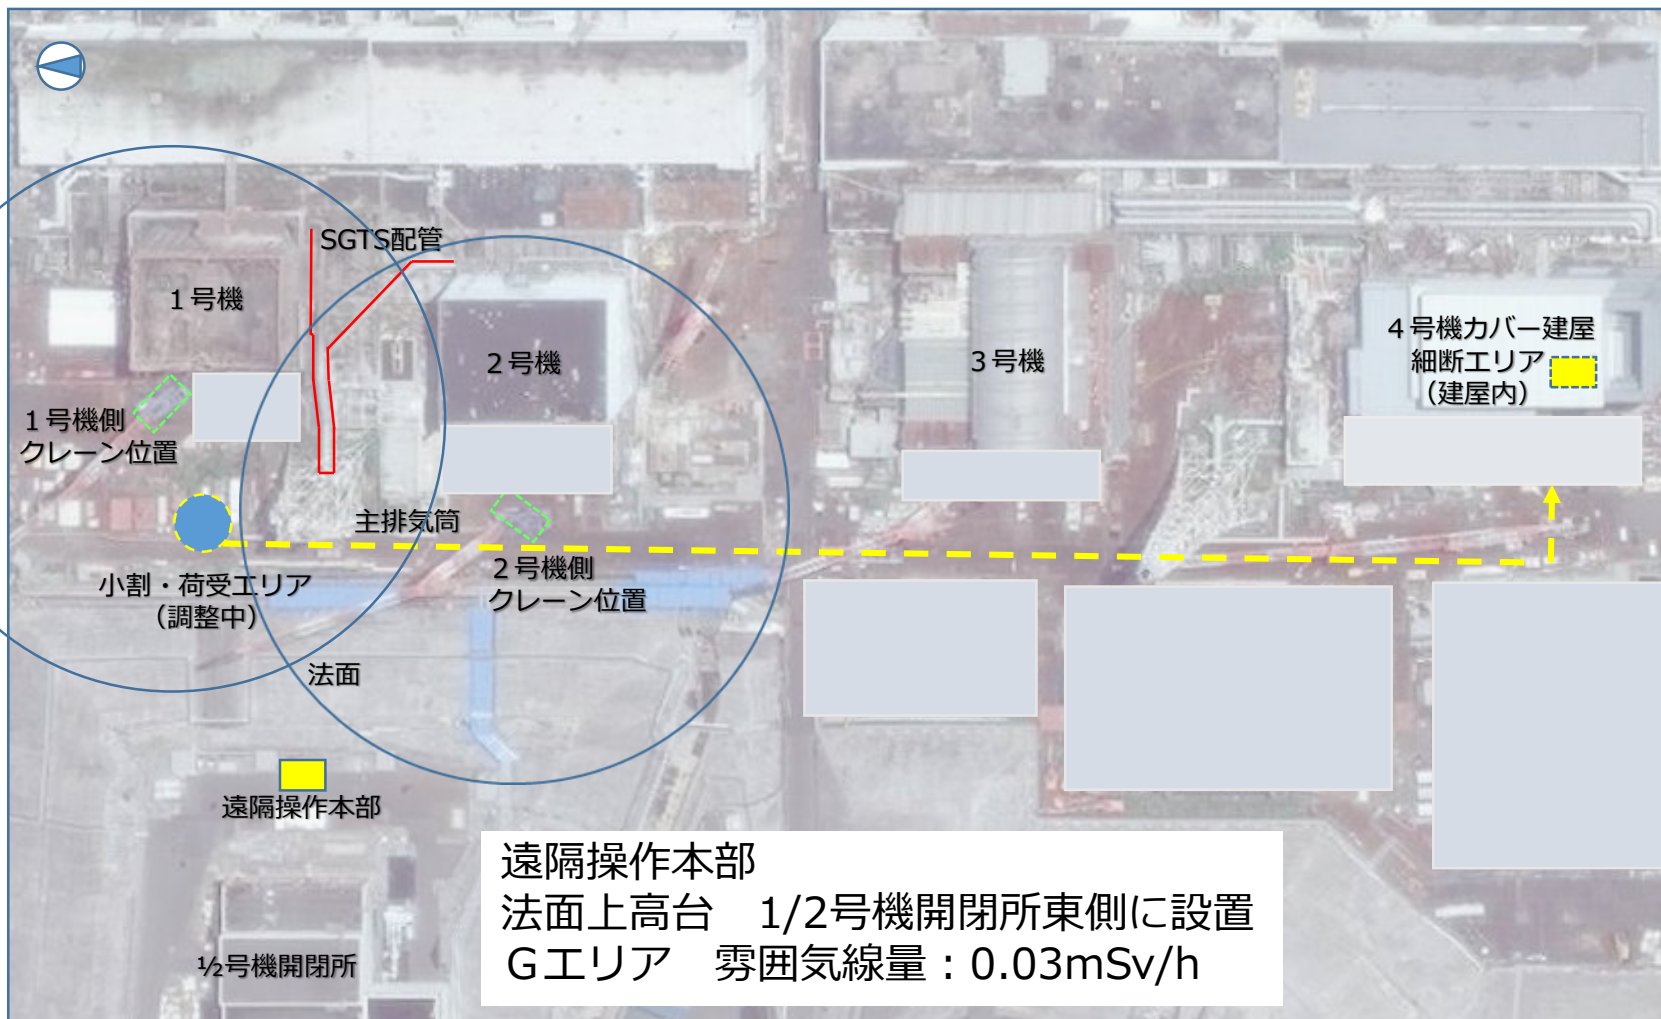 SGTS配管
１号機
２号機
３号機
４号機カバー建屋
細断エリア
（建屋内）
１号機側
クレーン位置
主排気筒
２号機側
クレーン位置
小割・荷受エリア
（調整中）
法面
遠隔操作本部
½号機開閉所
遠隔操作本部
法面上高台　1/2号機開閉所東側に設置
Ｇエリア　雰囲気線量：0.03mSv/h